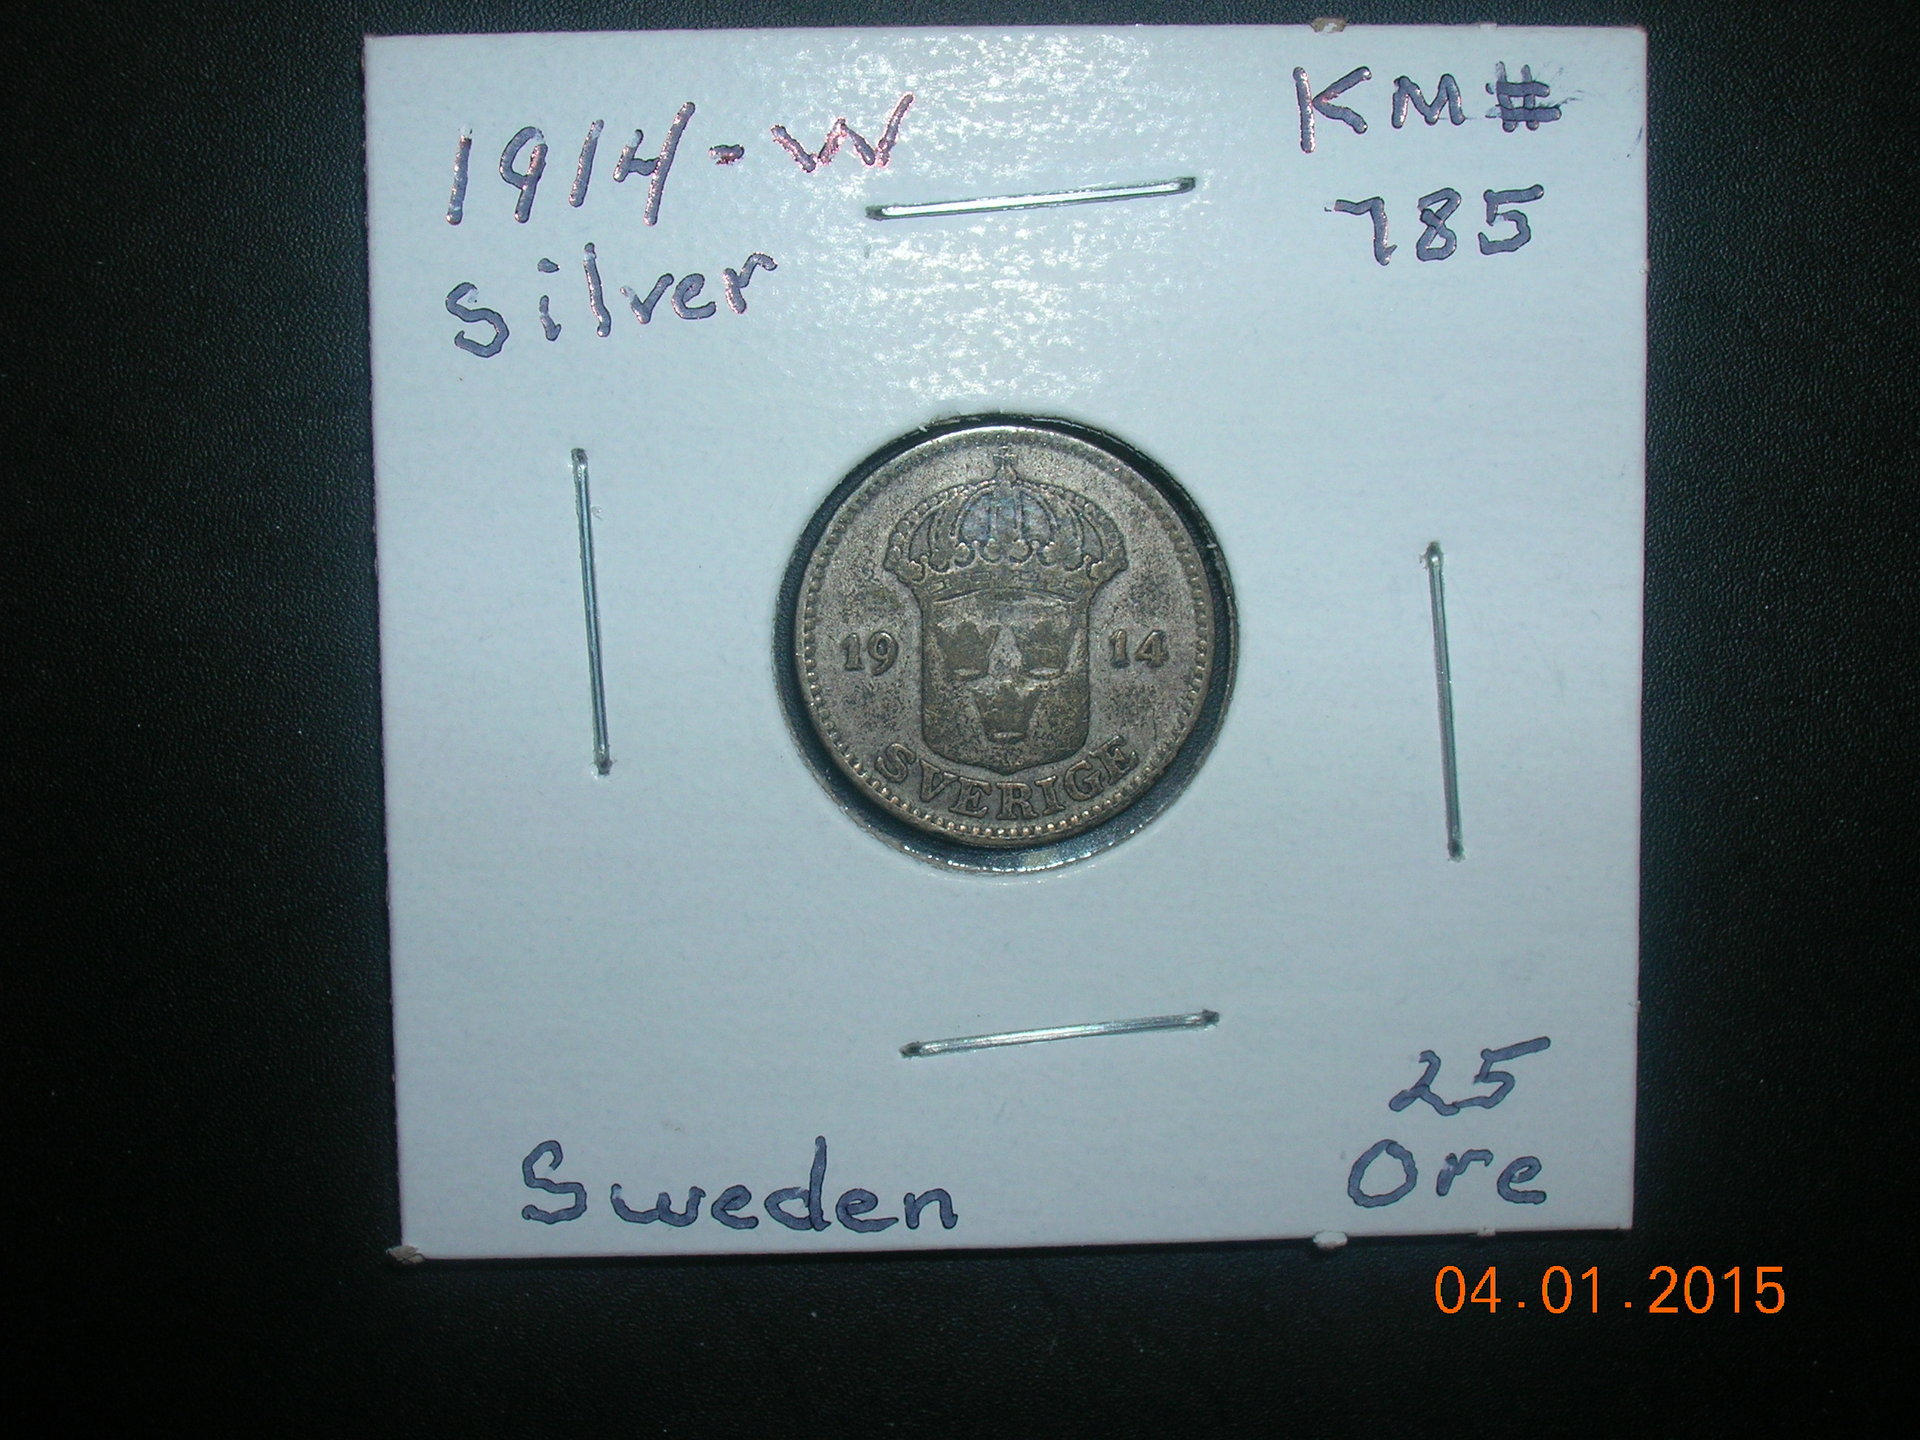 1914-W
Silver
KM#
785
19 14
SVERIGE
Sweden
25
Ore
04.01.2015